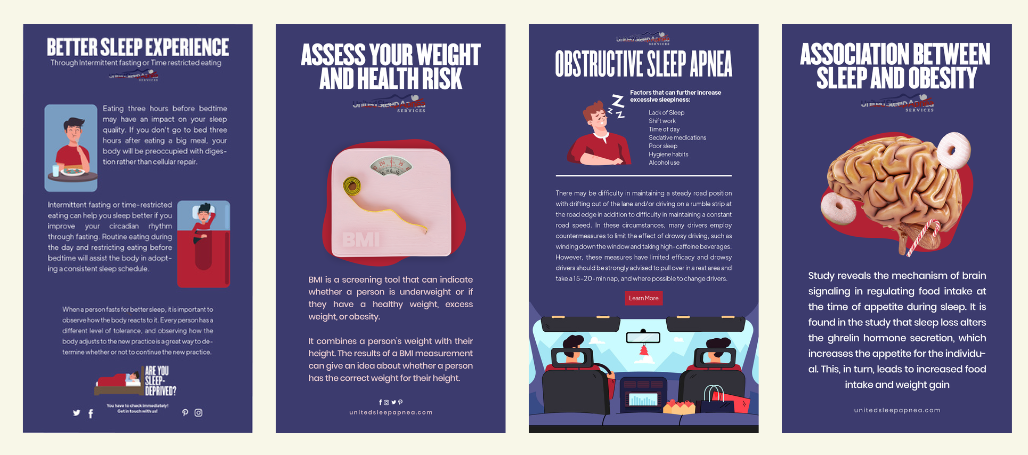 BETTER SLEEP EXPERIENCE
Through Intermittent fasting or Time restricted eating
SERVICES
Eating three hours before bedtime
may have an impact on your sleep
quality. If you don't go to bed three
hours after eating a big meal, your
body will be preoccupied with diges-
tion rather than cellular repair.
Intermittent fasting or time-restricted
eating can help you sleep better if you
improve your circadian rhythm
through fasting. Routine eating during
the day and restricting eating before
bedtime will assist the body in adopt-
ing a consistent sleep schedule.
When a person fasts for better sleep, it is important to
observe how the body reacts to it. Every person has a
different level of tolerance, and observing how the
body adjusts to the new practice is a great way to de-
termine whether or not to continue the new practice.
ARE YOU
SLEEP-
DEPRIVED?
You have to check immediately!
Get in touch with us!
ASSESS YOUR WEIGHT
AND HEALTH RISK
SERVICES
BMI
BMI is a screening tool that can indicate
whether a person is underweight or if
they have a healthy weight, excess
weight, or obesity.
It combines a person's weight with their
height. The results of a BMI measurement
can give an idea about whether a person
has the correct weight for their height.
unitedsleepapnea.com
SERVICES
OBSTRUCTIVE SLEEP APNEA
Factors that can further increase
excessive sleepiness:
Z Z Z
Lack of Sleep
Shift work
Time of day
Sedative medications
Poor sleep
Hygiene habits
Alcohol use
There may be difficulty in maintaining a steady road position
with drifting out of the lane and/or driving on a rumble strip at
the road edge in addition to difficulty in maintaining a constant
road speed. In these circumstances, many drivers employ
countermeasures to limit the effect of drowsy driving, such as
winding down the window and taking high-caffeine beverages.
However, these measures have limited efficacy and drowsy
drivers should be strongly advised to pull over in a rest area and
take a 15-20-min nap, and where possible to change drivers.
Learn More
ASSOCIATION BETWEEN
SLEEP AND OBESITY
SERVICES
Study reveals the mechanism of brain
signaling in regulating food intake at
the time of appetite during sleep. It is
found in the study that sleep loss alters
the ghrelin hormone secretion, which
increases the appetite for the individu-
al. This, in turn, leads to increased food
intake and weight gain
unitedsleepapnea.com